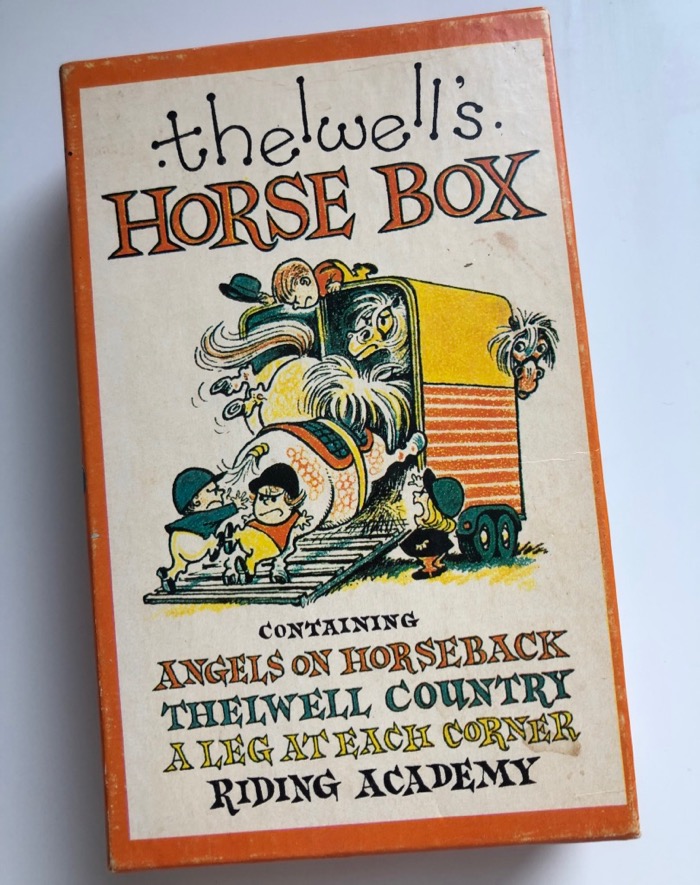 thelwell's
HORSE BOX
CONTAINING
ANGELS ON HORSEBACK
THELWELL COUNTRY
A LEG AT EACH CORNER
RIDING ACADEMY